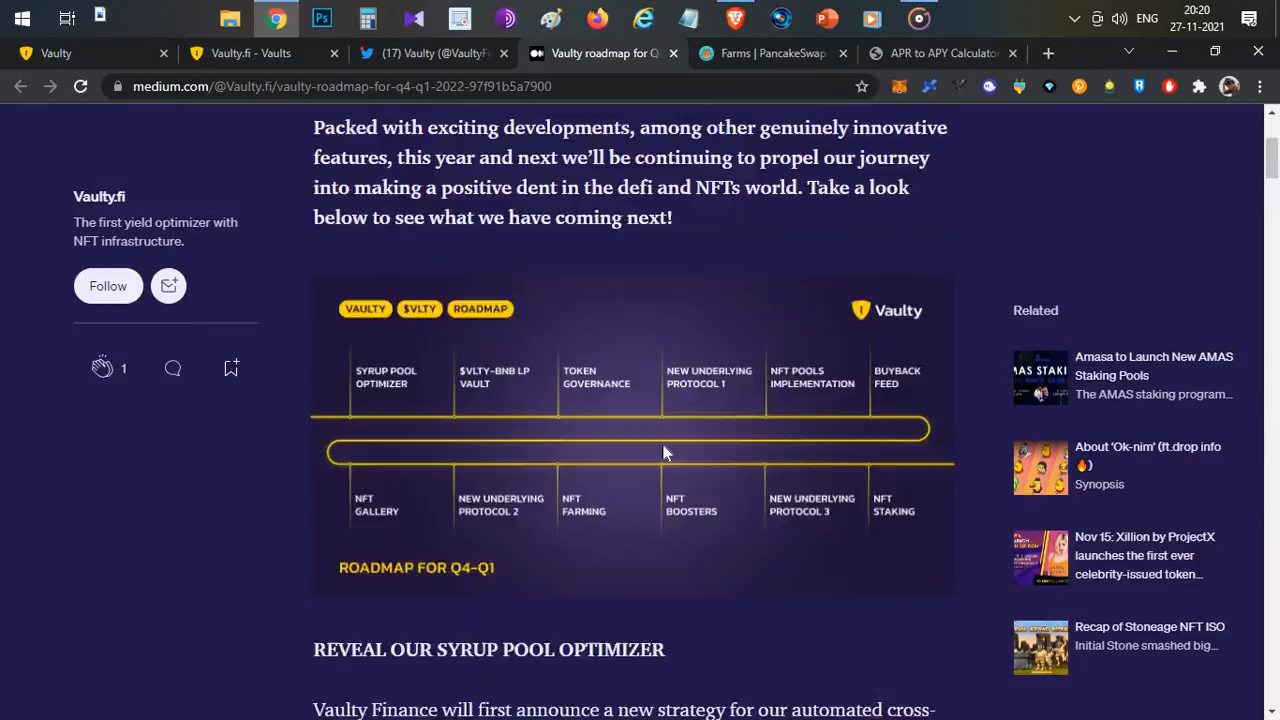 20:20
ENG
27-11-2021
Vaulty
Vaulty.fi - Vaults
(17) Vaulty (@VaultyF
Vaulty roadmap for Q
Farms | PancakeSwap
APR to APY Calculator
medium.com/@Vaulty.fi/vaulty-roadmap-for-q4-q1-2022-97f91b5a7900
Packed with exciting developments, among other genuinely innovative
features, this year and next we’ll be continuing to propel our journey
into making a positive dent in the defi and NFTs world. Take a look
below to see what we have coming next!
Vaulty.fi
The first yield optimizer with
NFT infrastructure.
Follow
1
VAULTY
$VLTY
ROADMAP
Vaulty
SYRUP POOL
OPTIMIZER
$VLTY-BNB LP
VAULT
TOKEN
GOVERNANCE
NEW UNDERLYING
PROTOCOL 1
NFT POOLS
IMPLEMENTATION
BUYBACK
FEED
NFT
GALLERY
NEW UNDERLYING
PROTOCOL 2
NFT
FARMING
NFT
BOOSTERS
NEW UNDERLYING
PROTOCOL 3
NFT
STAKING
ROADMAP FOR Q4-Q1
REVEAL OUR SYRUP POOL OPTIMIZER
Vaulty Finance will first announce a new strategy for our automated cross-
Related
Amasa to Launch New AMAS
Staking Pools
The AMAS staking program...
About 'Ok-nim' (ft.drop info
🔥)
Synopsis
Nov 15: Xillion by ProjectX
launches the first ever
celebrity-issued token...
Recap of Stoneage NFT ISO
Initial Stone smashed big...